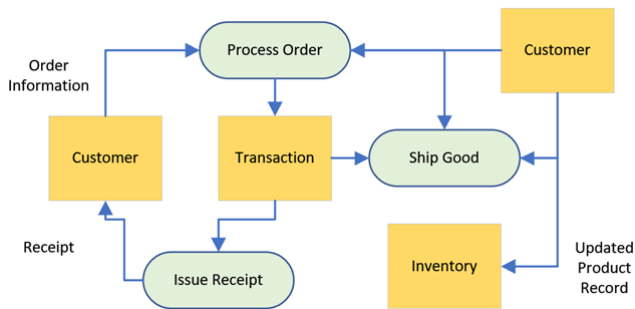 Process Order
Customer
Order
Information
Customer
Transaction
Ship Good
Receipt
Issue Receipt
Inventory
Updated
Product
Record